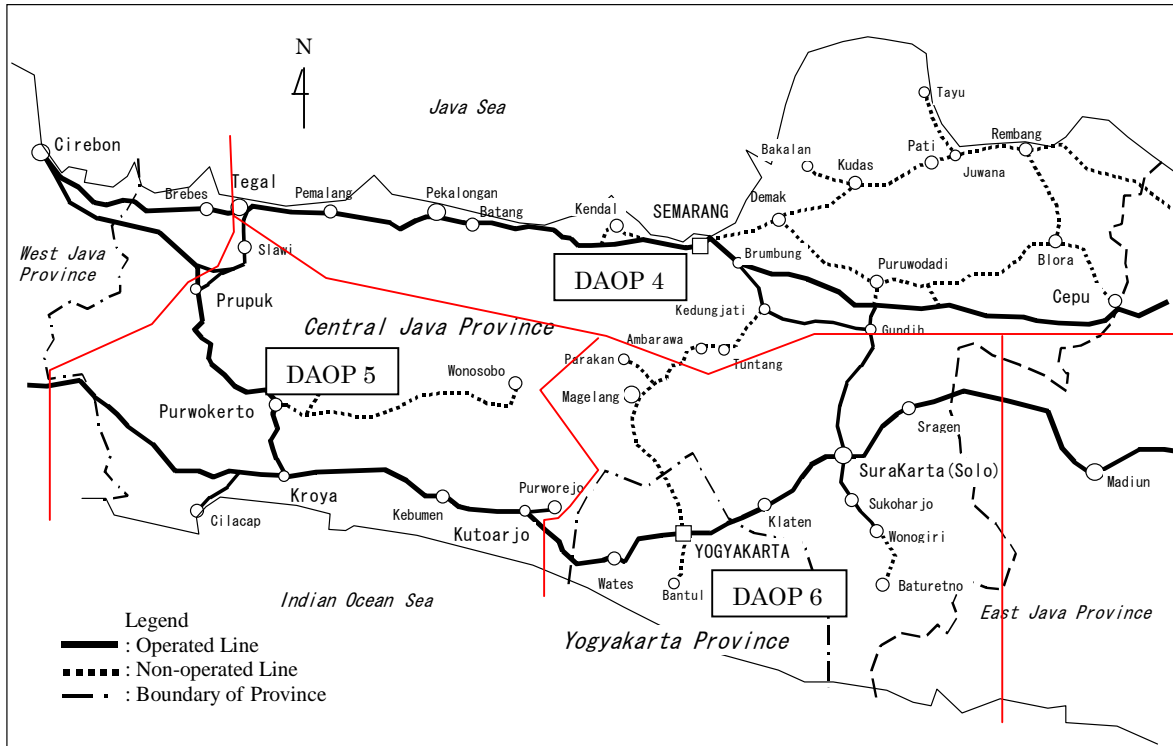 N
Java Sea
Tayu
Cirebon
Bakalan
Kudas
Pati
Rembang
Juwana
Brebes
Tegal
Pemalang
Pekalongan
Batang
Kendal
SEMARANG
Demak
West Java
Province
Slawi
DAOP 4
Brumbung
Puruwodadi
Blora
Prupuk
Cepu
Central Java Province
Kedungjati
Gundih
Ambarawa
Tuntang
Parakan
DAOP 5
Wonosobo
Magelang
Purwokerto
Sragen
SuraKarta(Solo)
Madiun
Kroya
Purworejo
Cilacap
Kebumen
Kutoarjo
Klaten
Sukoharjo
Wonogiri
YOGYAKARTA
Wates
Bantul
DAOP 6
Baturetno
Indian Ocean Sea
East Java Province
Yogyakarta Province
Legend
: Operated Line
: Non-operated Line
: Boundary of Province